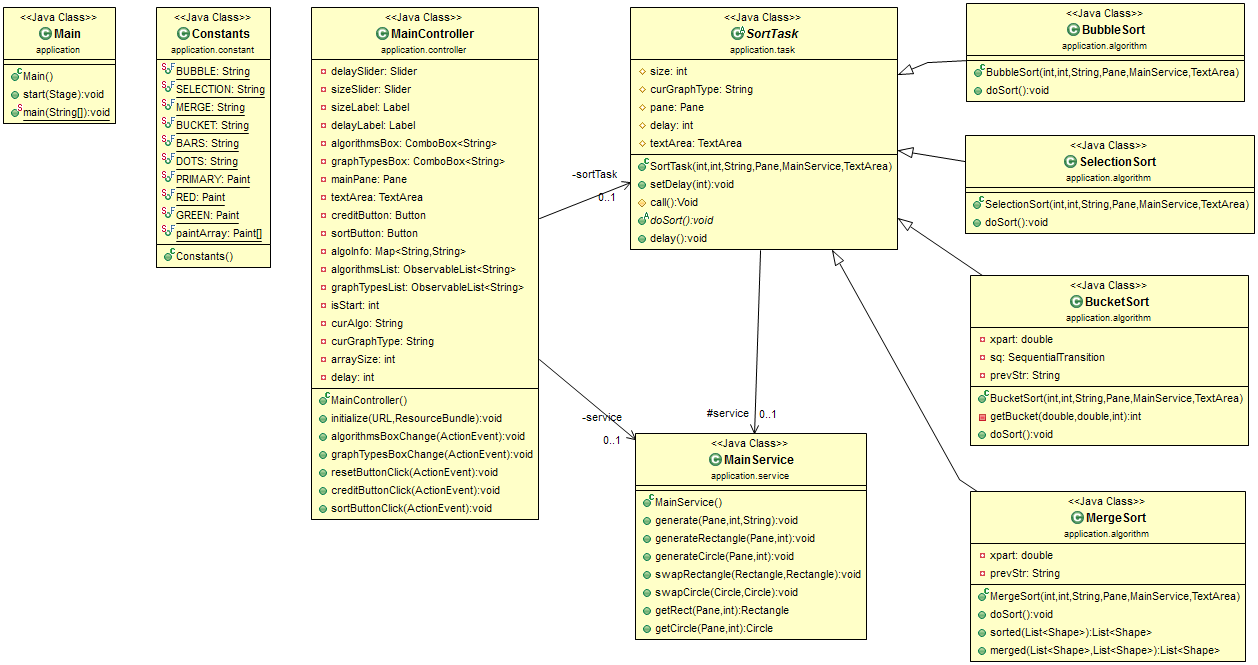 <<Java Class>>
Main
application
Main()
start(Stage):void
main(String[]):void
<<Java Class>>
Constants
application.constant
BUBBLE: String
SELECTION: String
MERGE: String
BUCKET: String
BARS: String
DOTS: String
PRIMARY: Paint
RED: Paint
GREEN: Paint
paintArray: Paint[]
Constants()
<<Java Class>>
MainController
application.controller
delaySlider: Slider
sizeSlider: Slider
sizeLabel: Label
delayLabel: Label
algorithmsBox: ComboBox<String>
graphTypesBox: ComboBox<String>
mainPane: Pane
textArea: TextArea
creditButton: Button
sortButton: Button
algoInfo: Map<String,String>
algorithmsList: ObservableList<String>
graphTypesList: ObservableList<String>
isStart: int
curAlgo: String
curGraphType: String
arraySize: int
delay: int
MainController()
initialize(URL,ResourceBundle):void
algorithmsBoxChange(ActionEvent):void
graphTypesBoxChange(ActionEvent):void
resetButtonClick(ActionEvent):void
creditButtonClick(ActionEvent):void
sortButtonClick(ActionEvent):void
-sortTask
0..1
-service
0..1
<<Java Class>>
SortTask
application.task
size: int
curGraphType: String
pane: Pane
delay: int
textArea: TextArea
SortTask(int,int,String,Pane,MainService,TextArea)
setDelay(int):void
call():Void
doSort():void
delay():void
#service
0..1
<<Java Class>>
MainService
application.service
MainService()
generate(Pane,int,String):void
generateRectangle(Pane,int):void
generateCircle(Pane,int):void
swapRectangle(Rectangle,Rectangle):void
swapCircle(Circle,Circle):void
getRect(Pane,int):Rectangle
getCircle(Pane,int):Circle
<<Java Class>>
BubbleSort
application.algorithm
BubbleSort(int,int,String,Pane,MainService,TextArea)
doSort():void
<<Java Class>>
SelectionSort
application.algorithm
SelectionSort(int,int,String,Pane,MainService,TextArea)
doSort():void
<<Java Class>>
BucketSort
application.algorithm
xpart: double
sq: SequentialTransition
prevStr: String
BucketSort(int,int,String,Pane,MainService,TextArea)
getBucket(double,double,int):int
doSort():void
<<Java Class>>
MergeSort
application.algorithm
xpart: double
prevStr: String
MergeSort(int,int,String,Pane,MainService,TextArea)
doSort():void
sorted(List<Shape>):List<Shape>
merged(List<Shape>,List<Shape>):List<Shape>